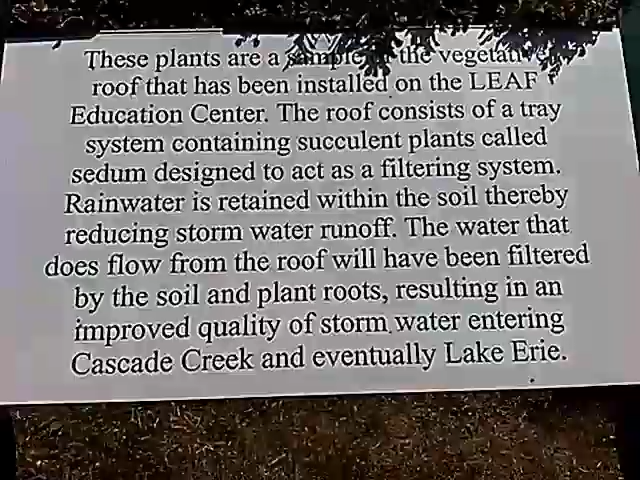 These plants are a sample of the vegetative
roof that has been installed on the LEAF
Education Center. The roof consists of a tray
system containing succulent plants called
sedum designed to act as a filtering system.
Rainwater is retained within the soil thereby
reducing storm water runoff. The water that
does flow from the roof will have been filtered
by the soil and plant roots, resulting in an
improved quality of storm water entering
Cascade Creek and eventually Lake Erie.